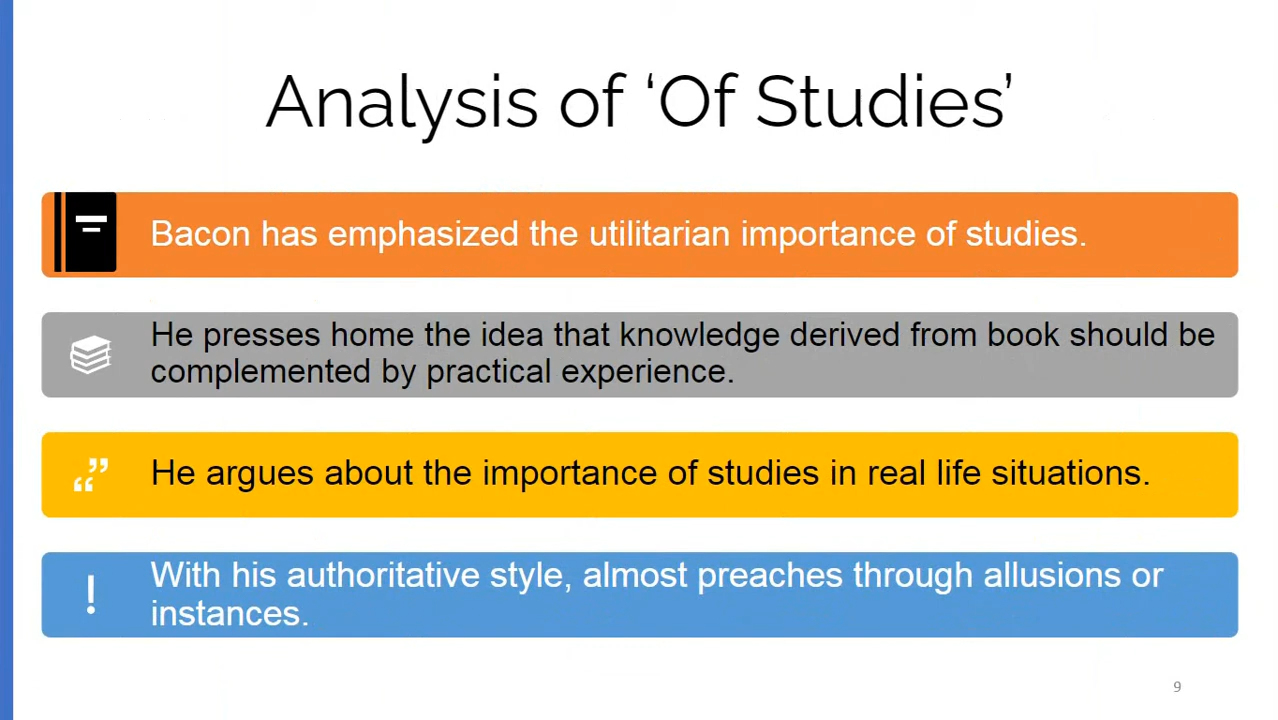 Analysis of ‘Of Studies’
Bacon has emphasized the utilitarian importance of studies.
He presses home the idea that knowledge derived from book should be
complemented by practical experience.
He argues about the importance of studies in real life situations.
With his authoritative style, almost preaches through allusions or
instances.
9